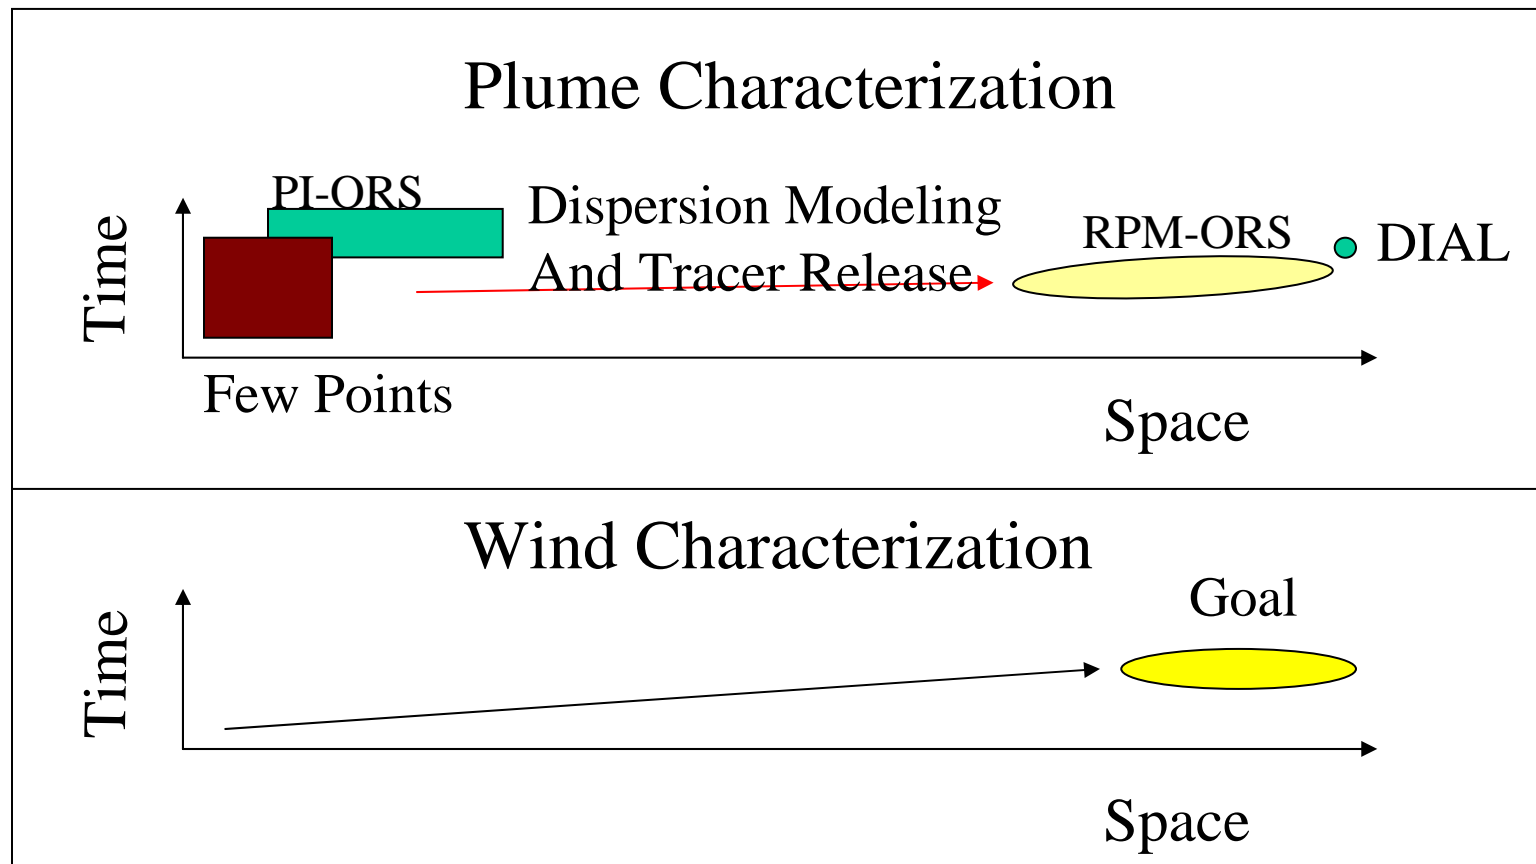 Plume Characterization
PI-ORS
Dispersion Modeling
And Tracer Release
RPM-ORS
DIAL
Time
Few Points
Space
Wind Characterization
Goal
Time
Space